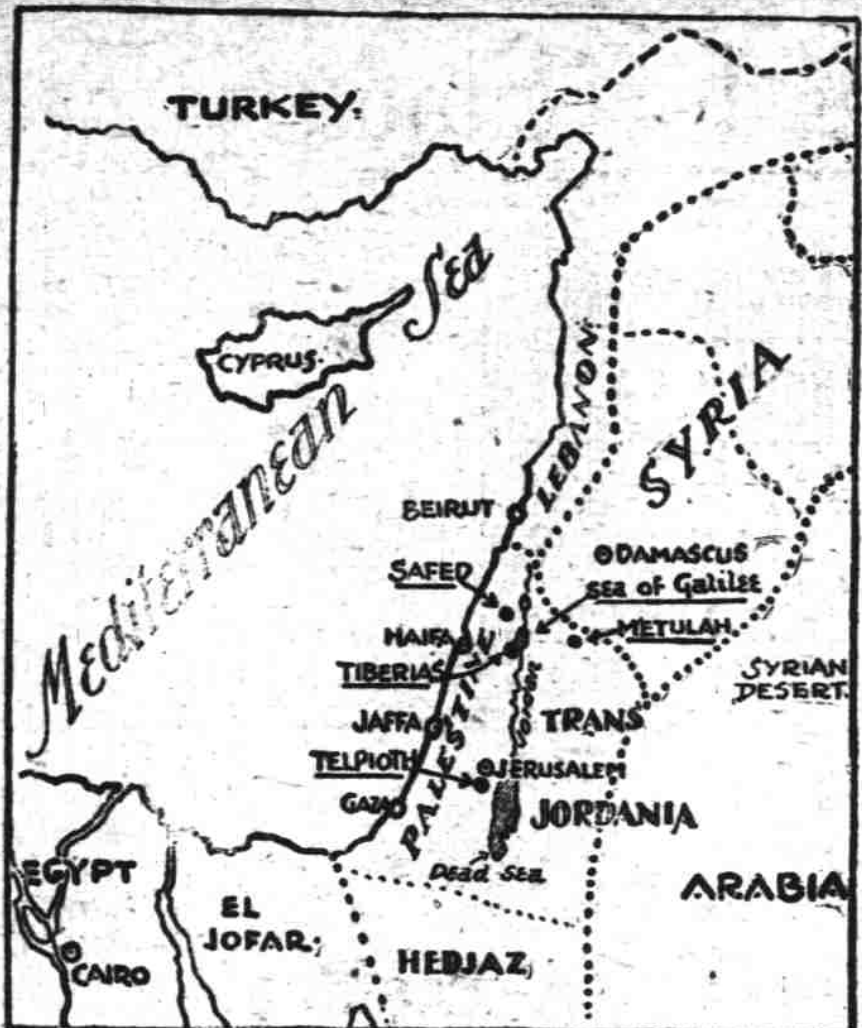 TURKEY.
Mediterranean Sea
CYPRUS.
LEBANON
SYRIA
BEIRUT
DAMASCUS
SAFED
Sea of Galilee
HAIFA
METULAH
TIBERIAS
PALESTINE
Jordan
SYRIAN
DESERT.
JAFFA
TRANS
JORDANIA
TELPIOTH
JERUSALEM
GAZA
Dead Sea
EGYPT
ARABIA
EL
JOFAR.
HEDJAZ,
CAIRO